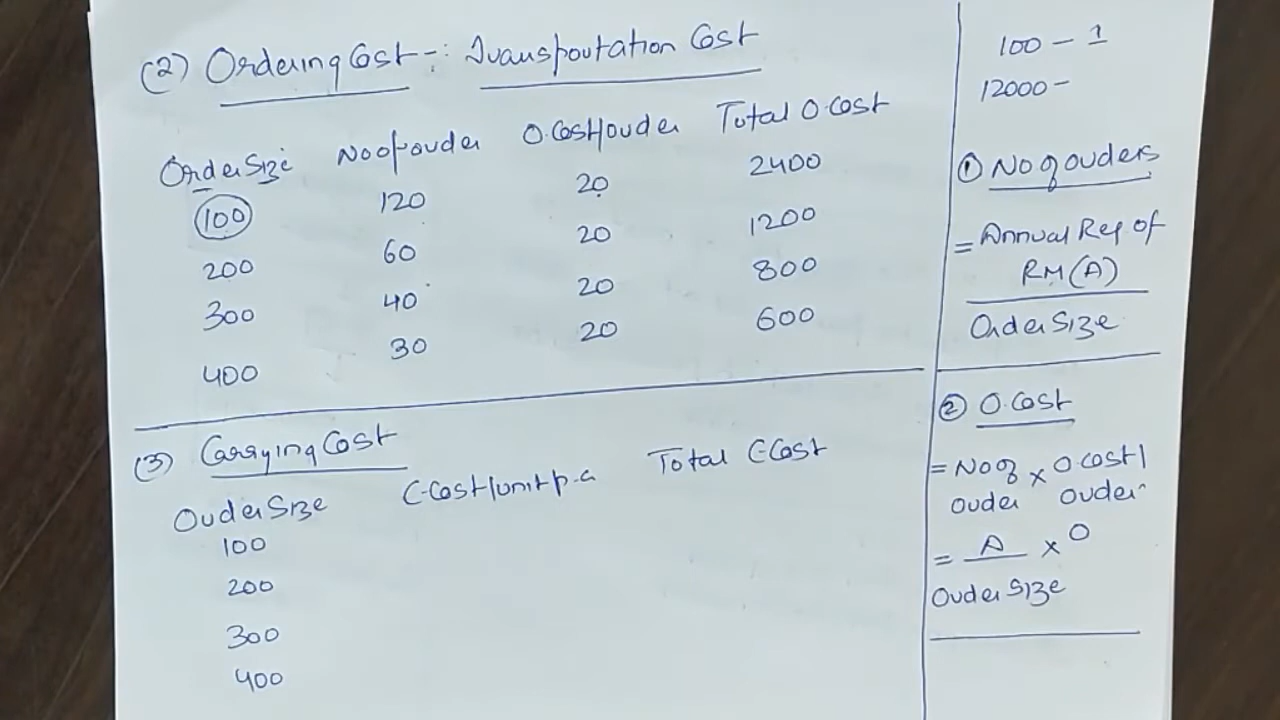 (2) Ordering Cost -: Transportation Cost
Order Size No of order O.Cost/order Total O.Cost
100 120 20 2400
200 60 20 1200
300 40 20 800
400 30 20 600
(3) Carrying Cost
Order Size C-Cost/unit p.a Total C-Cost
100
200
300
400
100 - 1
12000 -
① No of orders
= Annual Req of
RM (A)
Order Size
② O.Cost
= No of x O.cost/
order order
= A x O
Order Size